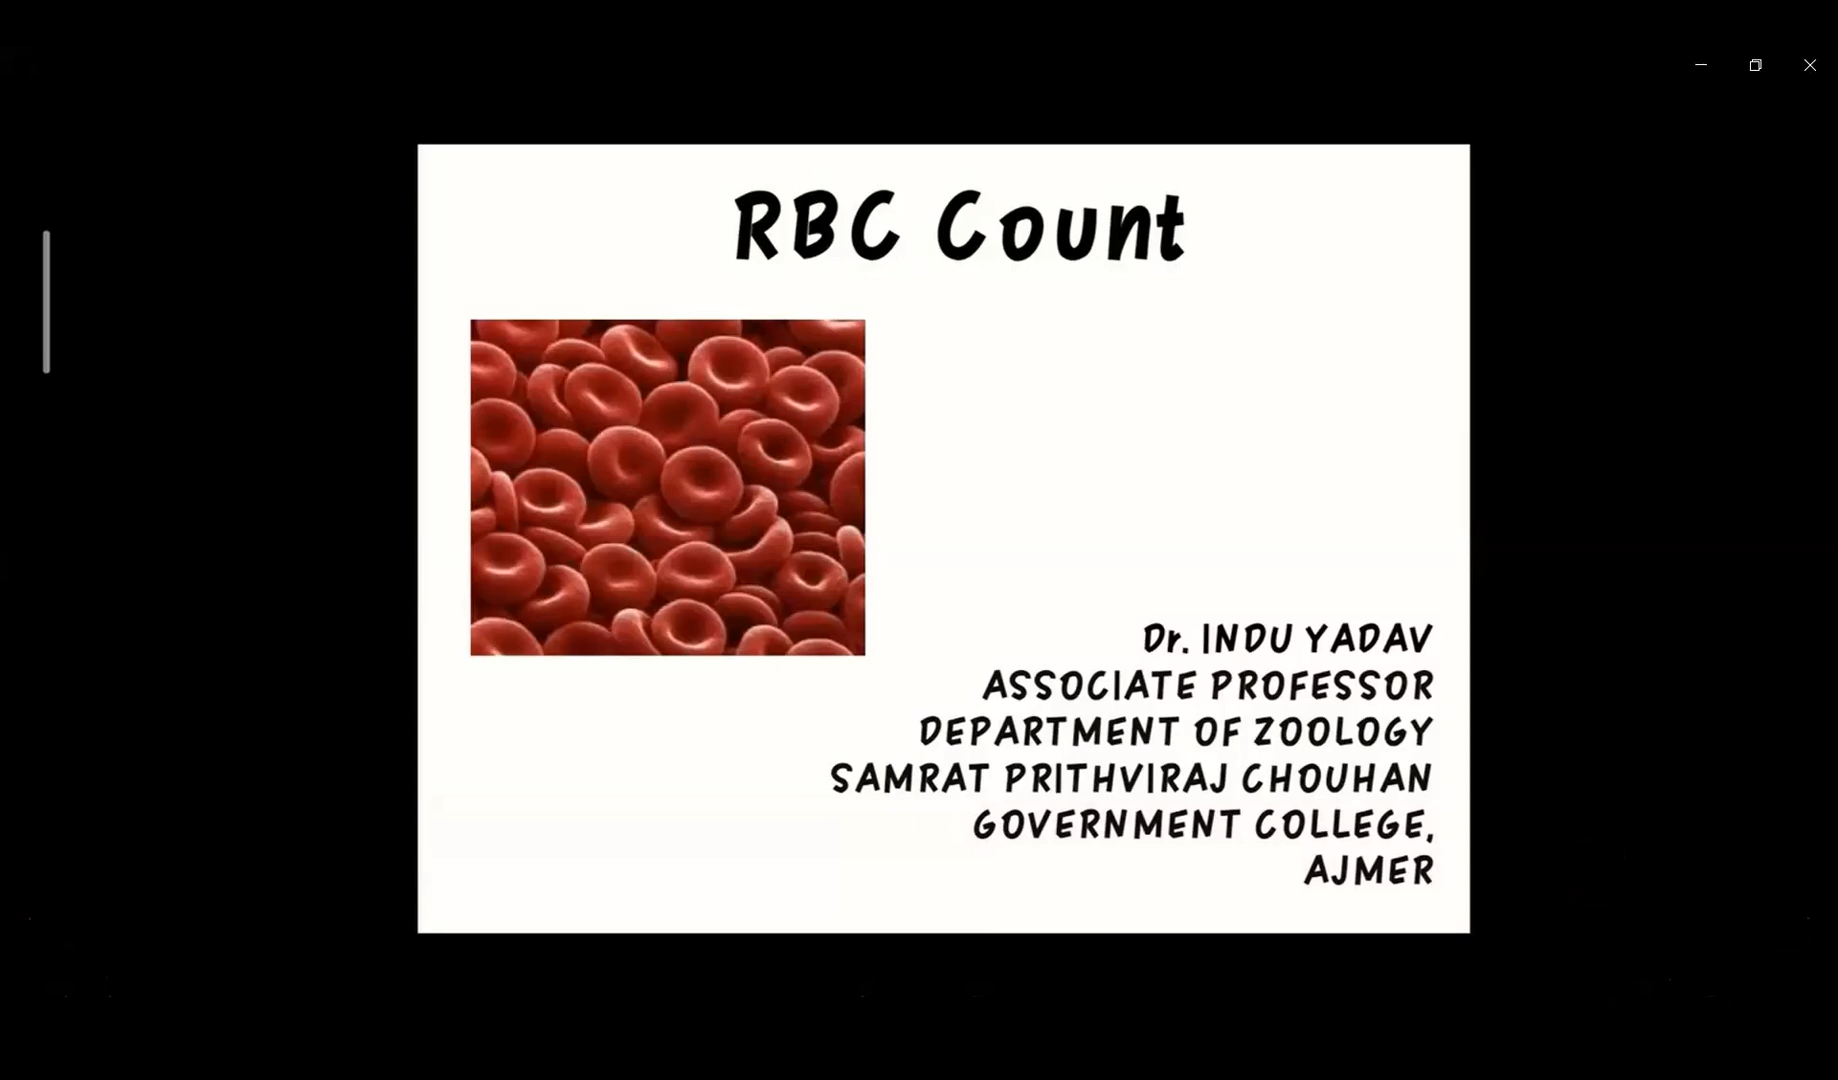 RBC Count
Dr. INDU YADAV
ASSOCIATE PROFESSOR
DEPARTMENT OF ZOOLOGY
SAMRAT PRITHVIRAJ CHOUHAN
GOVERNMENT COLLEGE,
AJMER